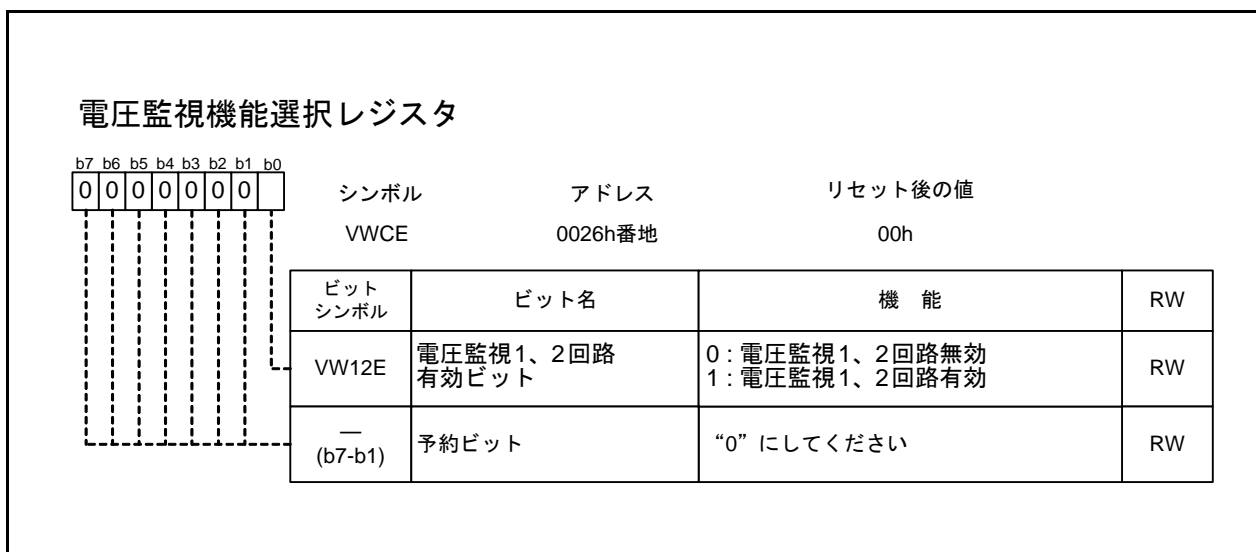 電圧監視機能選択レジスタ
b7 b6 b5 b4 b3 b2 b1 b0
0 0 0 0 0 0 0
シンボル アドレス リセット後の値
VWCE 0026h番地 00h
ビット
シンボル
ビット名
機 能
RW
VW12E
電圧監視1、2回路
有効ビット
0 : 電圧監視1、2回路無効
1 : 電圧監視1、2回路有効
RW
—
(b7-b1)
予約ビット
“0”にしてください
RW